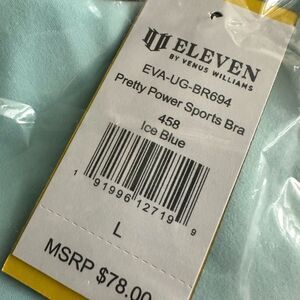 ELEVEN
BY VENUS WILLIAMS
EVA-UG-BR694
Pretty Power Sports Bra
458
Ice Blue
1 91996 12719 9
L
MSRP $78.00